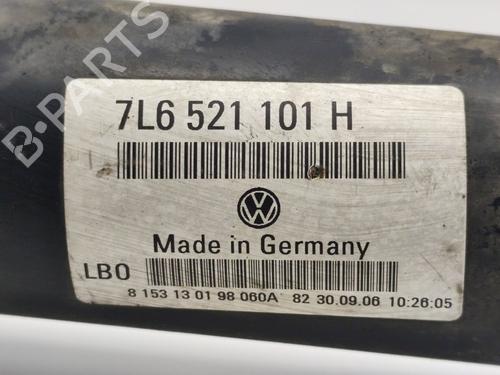 B-PARTS
7L6 521 101 H
VW
Made in Germany
LBO
8 153 13 01 98 060A 82 30.09.06 10:26:05